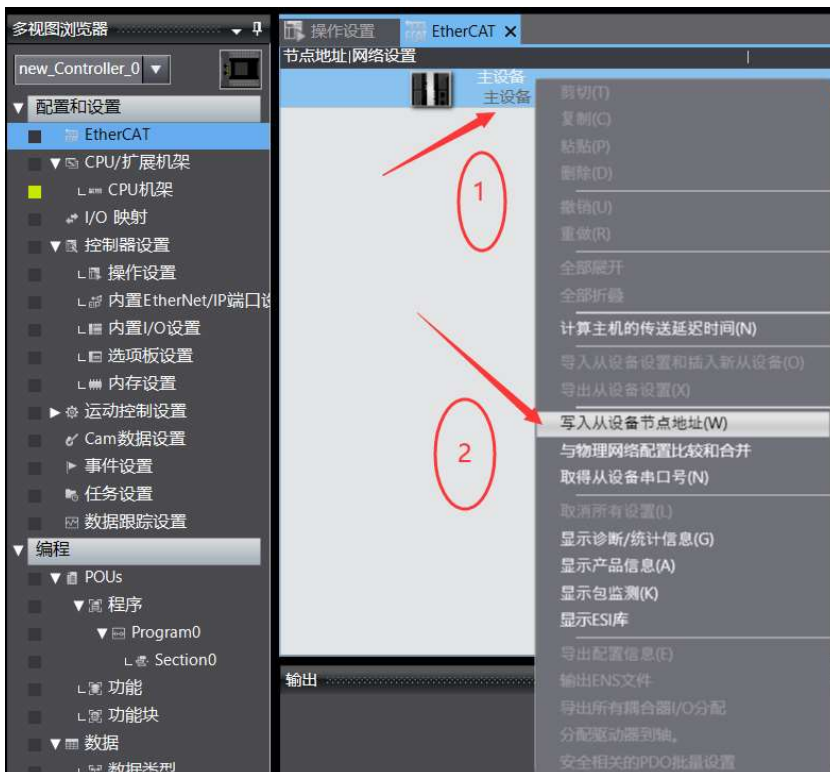 多视图浏览器
new_Controller_0
配置和设置
EtherCAT
CPU/扩展机架
CPU机架
I/O 映射
控制器设置
操作设置
内置EtherNet/IP端口设
内置I/O设置
选项板设置
内存设置
运动控制设置
Cam数据设置
事件设置
任务设置
数据跟踪设置
编程
POUs
程序
Program0
Section0
功能
功能块
数据
数据类型
操作设置
EtherCAT
节点地址|网络设置
主设备
主设备
1
2
剪切(T)
复制(C)
粘贴(P)
删除(D)
撤销(U)
重做(R)
全部展开
全部折叠
计算主机的传送延迟时间(N)
导入从设备设置和插入新从设备(O)
导出从设备设置(X)
写入从设备节点地址(W)
与物理网络配置比较和合并
取得从设备串口号(N)
取消所有设置(L)
显示诊断/统计信息(G)
显示产品信息(A)
显示包监测(K)
显示ESI库
导出配置信息(E)
输出ENS文件
导出所有耦合器I/O分配
分配驱动器到轴。
安全相关的PDO批量设置
输出